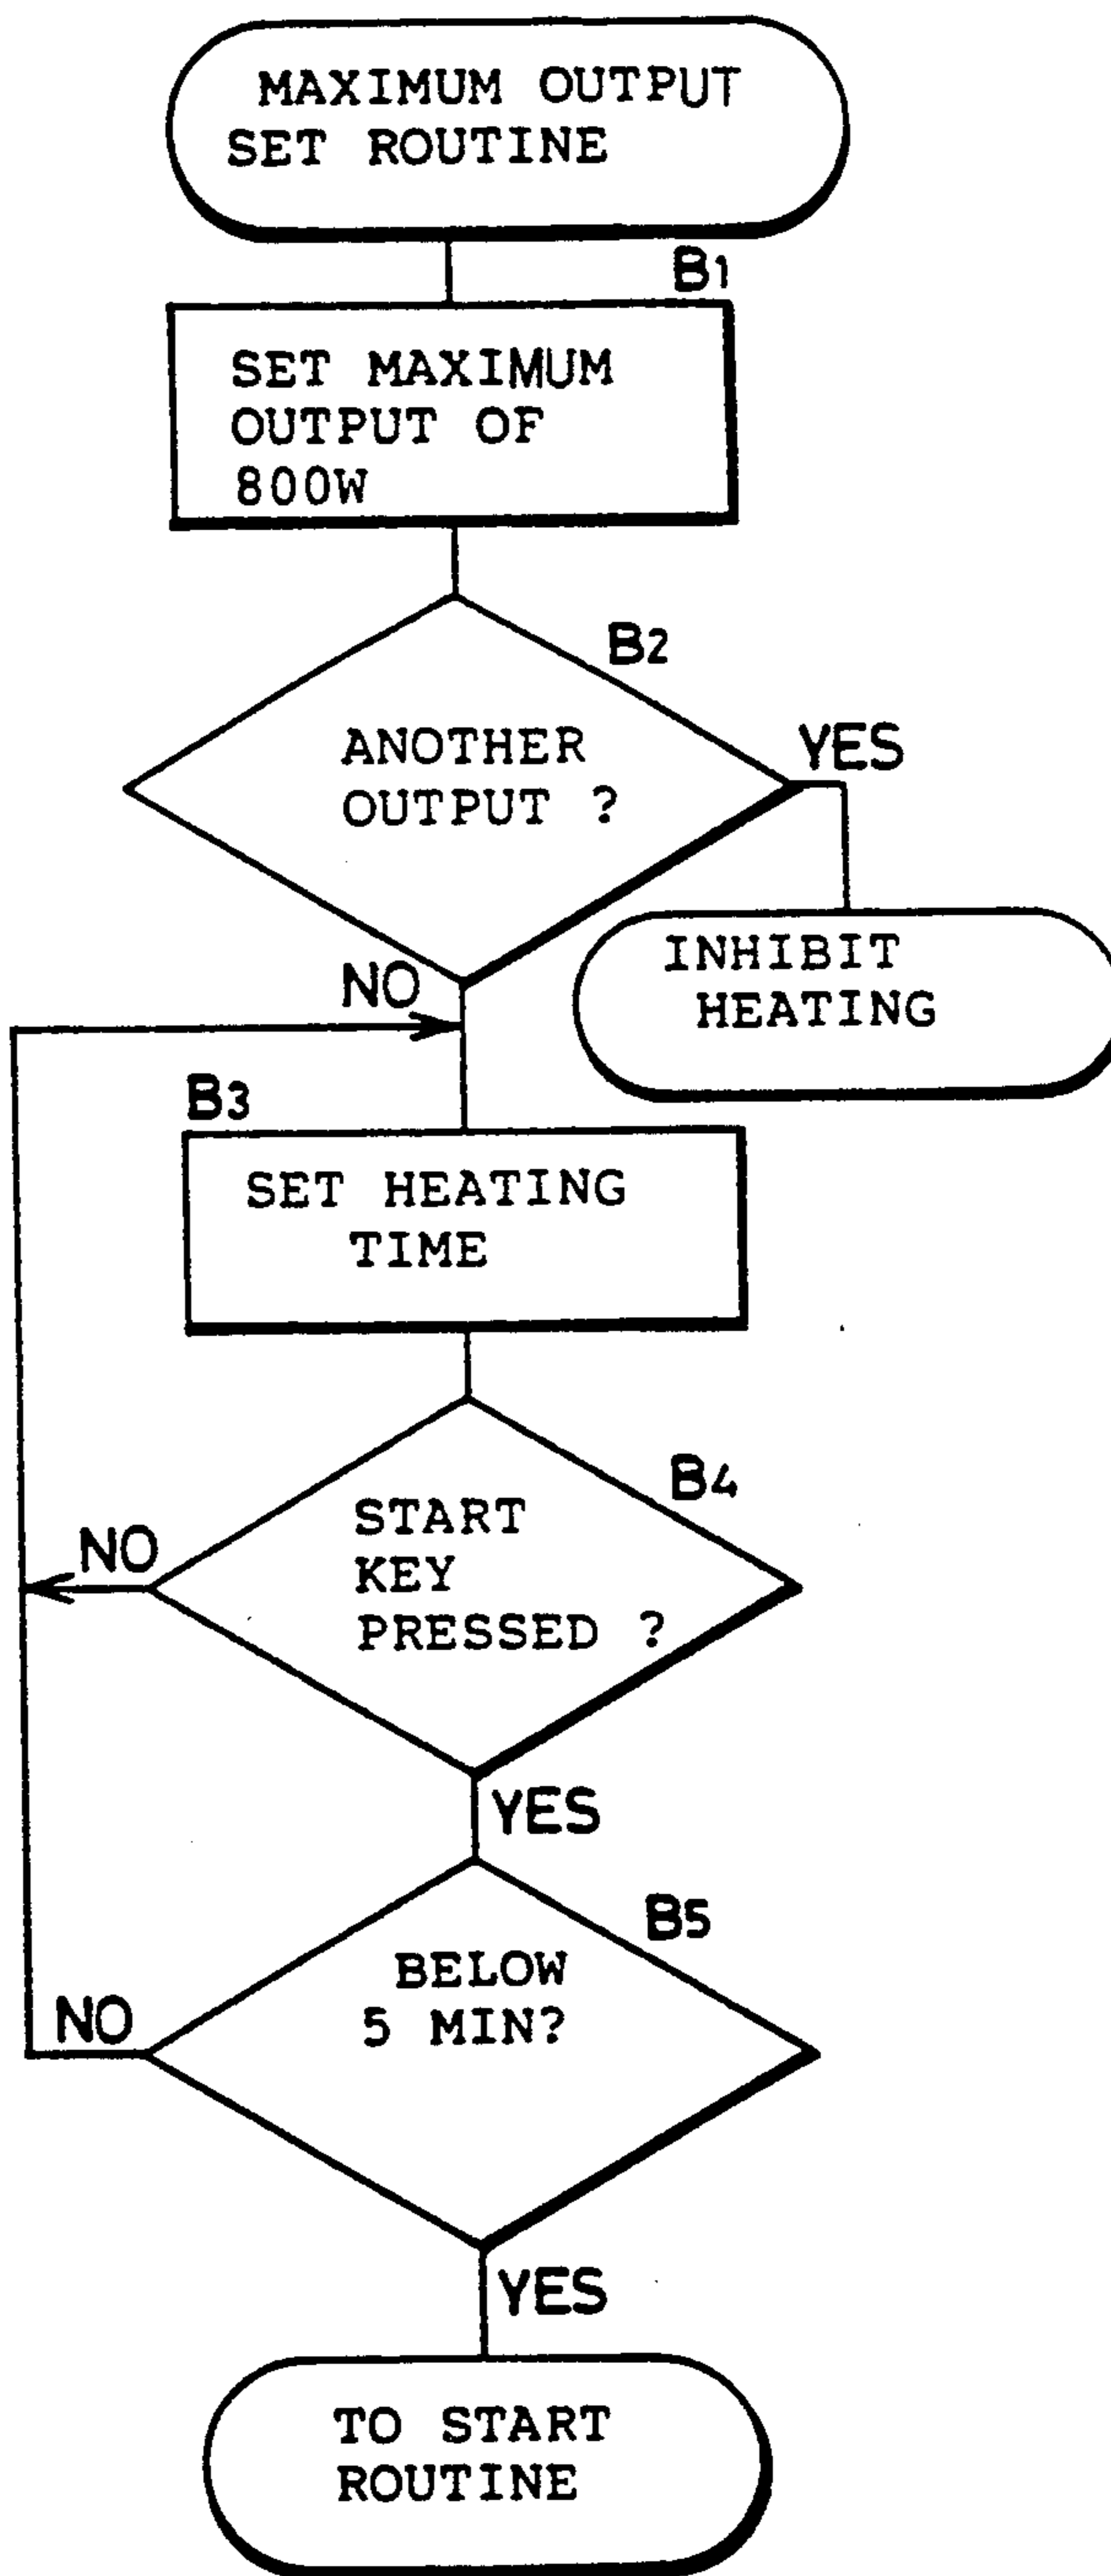 MAXIMUM OUTPUT
SET ROUTINE
B1
SET MAXIMUM
OUTPUT OF
800W
B2
ANOTHER
OUTPUT ?
YES
INHIBIT
HEATING
NO
B3
SET HEATING
TIME
B4
START
KEY
PRESSED ?
NO
YES
B5
BELOW
5 MIN?
NO
YES
TO START
ROUTINE